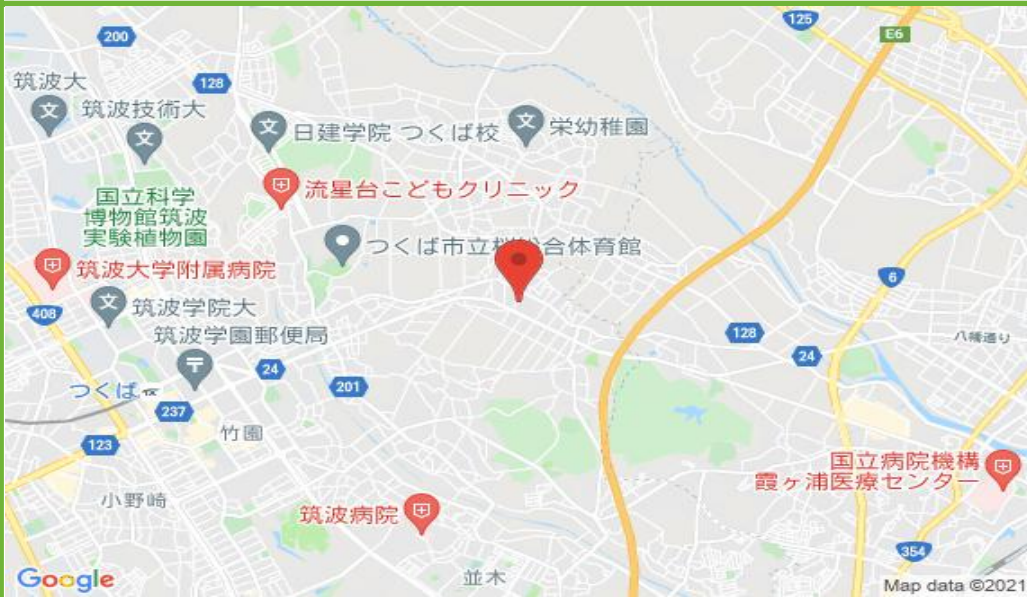 125
E6
200
筑波大
128
筑波技術大
日建学院 つくば校
栄幼稚園
国立科学
博物館筑波
実験植物園
流星台こどもクリニック
つくば市立
合体育館
筑波大学附属病院
6
408
筑波学院大
筑波学園郵便局
〒
128
八幡通り
24
24
つくば
201
237
竹園
123
国立病院機構
霞ヶ浦医療センター
小野崎
筑波病院
354
並木
Google
Map data ©2021